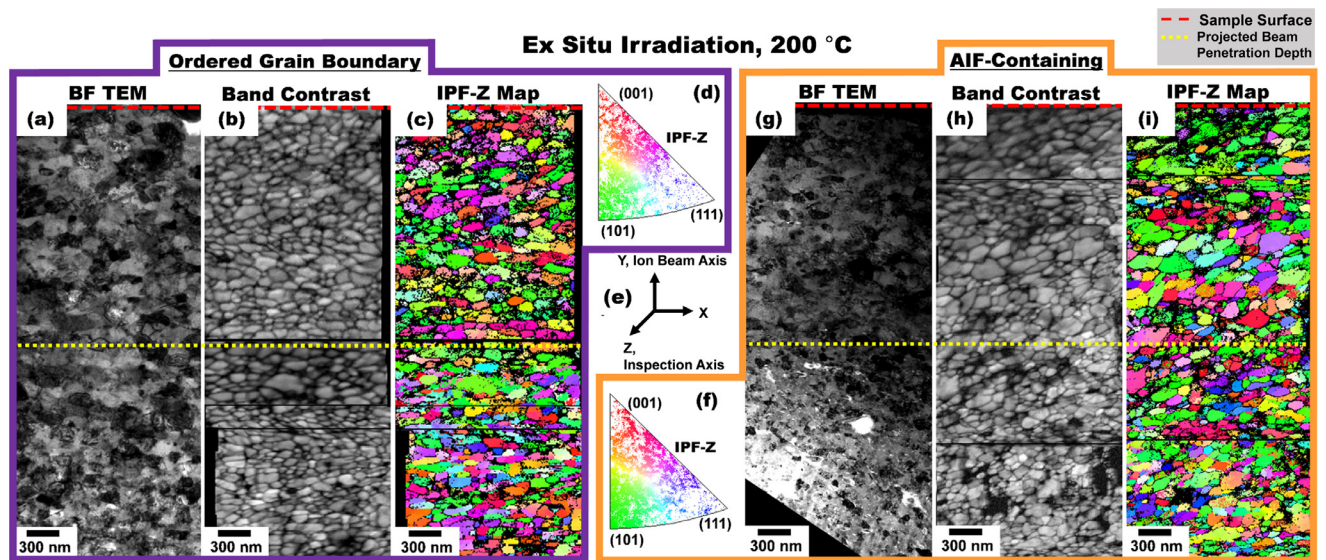 Ex Situ Irradiation, 200 °C
Sample Surface
Projected Beam
Penetration Depth
Ordered Grain Boundary
BF TEM
Band Contrast
IPF-Z Map
(a)
(b)
(c)
(d)
(001)
IPF-Z
(111)
(101)
300 nm
300 nm
300 nm
(e)
Y, Ion Beam Axis
X
Z,
Inspection Axis
AIF-Containing
BF TEM
Band Contrast
IPF-Z Map
(f)
(001)
IPF-Z
(111)
(101)
(g)
(h)
(i)
300 nm
300 nm
300 nm